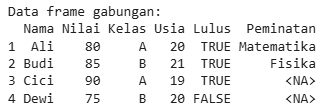 Data frame gabungan:
  Nama Nilai Kelas Usia Lulus  Peminatan
1  Ali    80     A   20  TRUE Matematika
2 Budi    85     B   21  TRUE     Fisika
3 Cici    90     A   19  TRUE       <NA>
4 Dewi    75     B   20 FALSE       <NA>